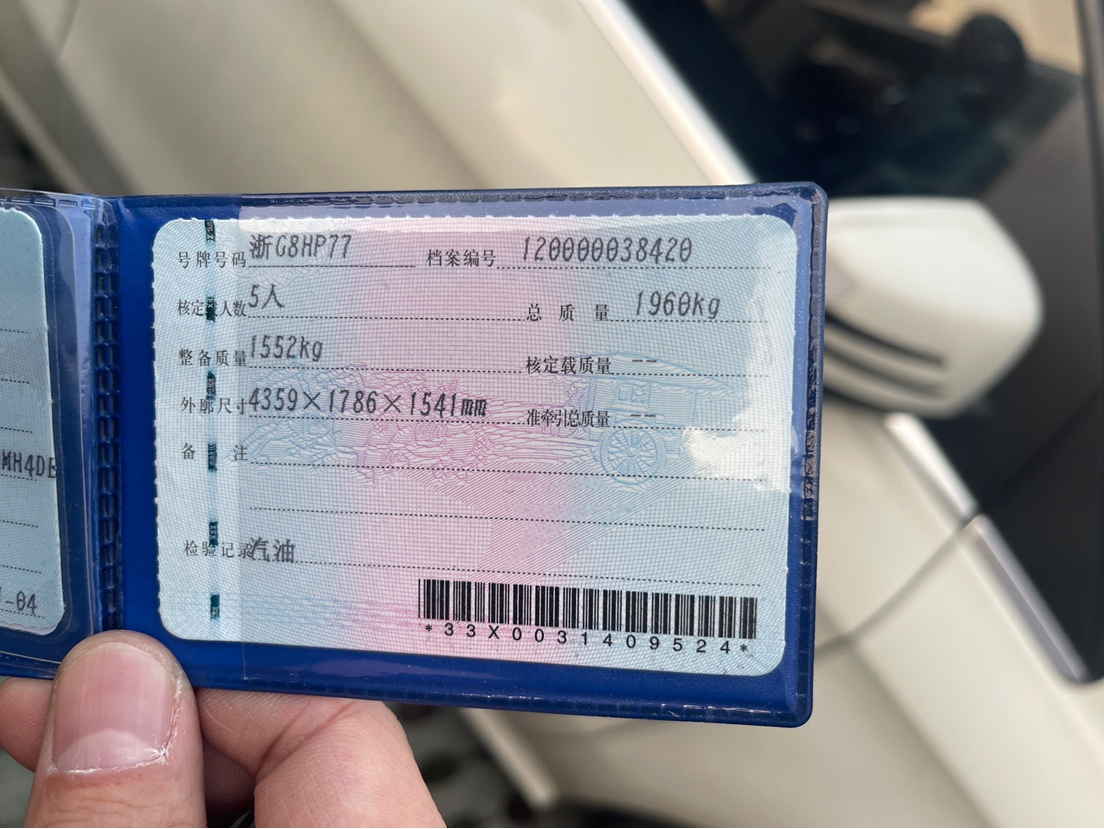 号牌号码 浙G8HP77 档案编号 120000038420
核定载人数 5人 总质量 1960kg
整备质量 1552kg 核定载质量 --
外廓尺寸 4359×1786×1541mm 准牵引总质量 --
备注
检验记录 汽油
*33X0031409524*
MH4DE
-04